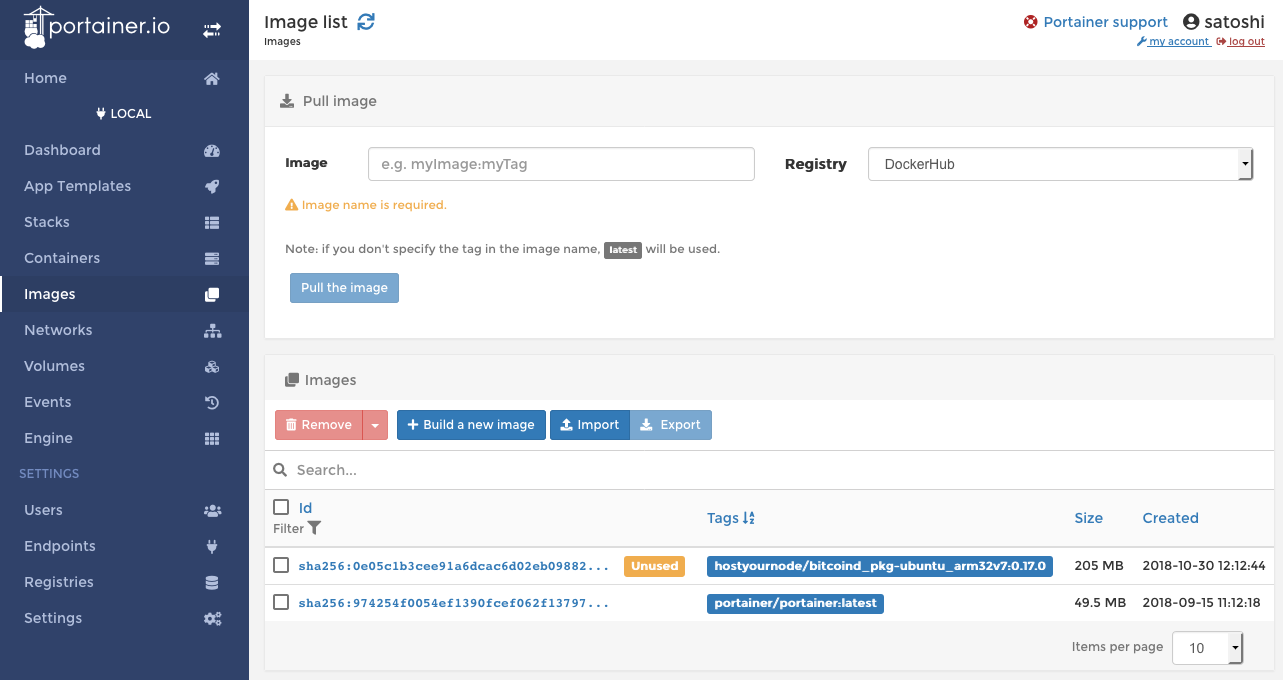 portainer.io
Home
LOCAL
Dashboard
App Templates
Stacks
Containers
Images
Networks
Volumes
Events
Engine
SETTINGS
Users
Endpoints
Registries
Settings
Image list
Images
Portainer support satoshi
my account log out
Pull image
Image e.g. myImage:myTag Registry DockerHub
Image name is required.
Note: if you don't specify the tag in the image name, latest will be used.
Pull the image
Images
Remove Build a new image Import Export
Search...
Id
Filter
Tags Size Created
sha256:0e05c1b3cee91a6dcac6d02eb09882... Unused hostyournode/bitcoind_pkg-ubuntu_arm32v7:0.17.0 205 MB 2018-10-30 12:12:44
sha256:974254f0054ef1390fcef062f13797... portainer/portainer:latest 49.5 MB 2018-09-15 11:12:18
Items per page 10